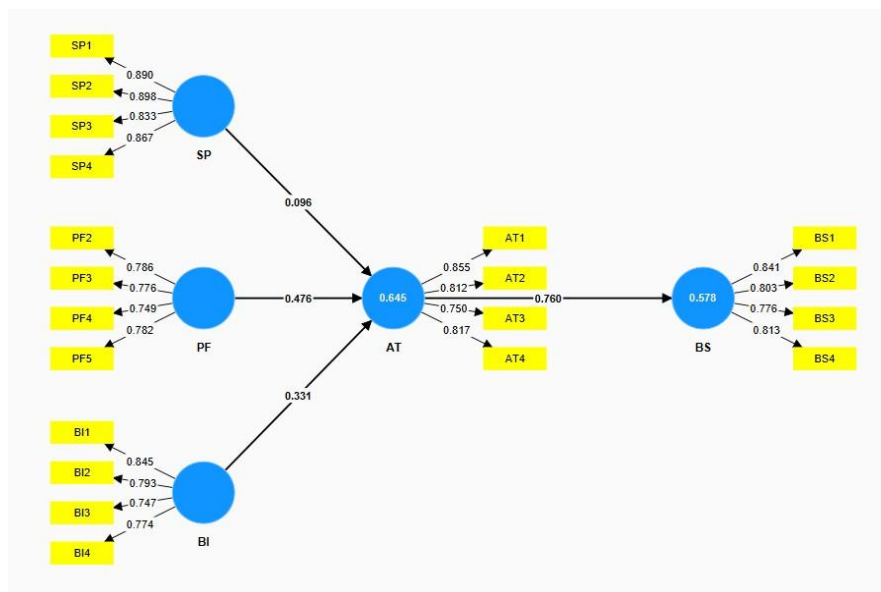 SP1
0.890
SP2
0.898
SP3
0.833
0.867
SP4
SP
0.096
PF2
0.786
PF3
0.776
PF4
0.749
0.782
PF5
PF
0.476
BI1
0.845
BI2
0.793
BI3
0.747
0.774
BI4
BI
0.331
0.645
AT
AT1
0.855
AT2
0.812
AT3
0.750
0.817
AT4
0.760
0.578
BS
BS1
0.841
BS2
0.803
BS3
0.776
0.813
BS4